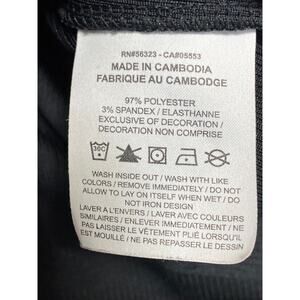 RN#56323 - CA#05553
MADE IN CAMBODIA
FABRIQUE AU CAMBODGE
97% POLYESTER
3% SPANDEX / ELASTHANNE
EXCLUSIVE OF DECORATION /
DECORATION NON COMPRISE
30C
WASH INSIDE OUT / WASH WITH LIKE
COLORS / REMOVE IMMEDIATELY / DO NOT
ALLOW TO LAY ON ITSELF WHEN WET / DO
NOT IRON DESIGN
LAVER A L'ENVERS / LAVER AVEC COULEURS
SIMILAIRES / ENLEVER IMMEDIATEMENT / NE
PAS LAISSER LE VÊTEMENT PLIÉ LORSQU'IL
EST MOUILLÉ / NE PAS REPASSER LE DESSIN